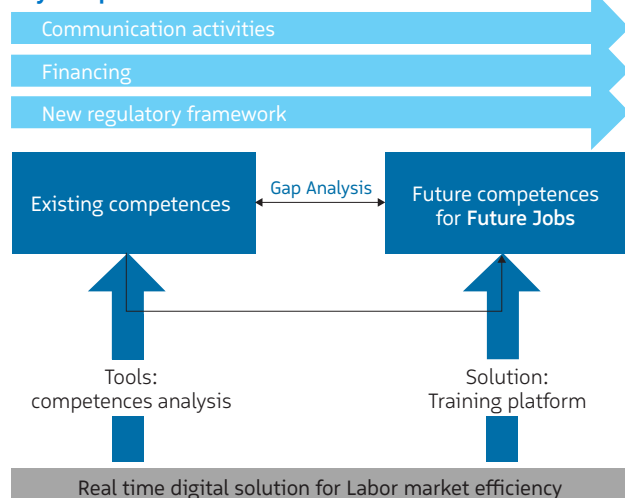 Communication activities
Financing
New regulatory framework
Existing competences
Gap Analysis
Future competences
for Future Jobs
Tools:
competences analysis
Solution:
Training platform
Real time digital solution for Labor market efficiency